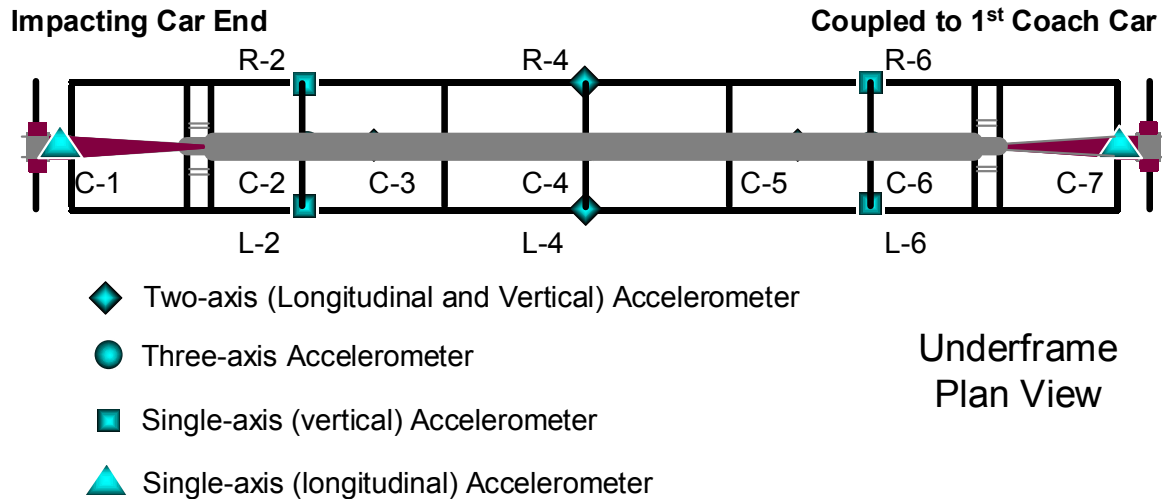 Impacting Car End
Coupled to 1st Coach Car
R-2
R-4
R-6
C-1
C-2
C-3
C-4
C-5
C-6
C-7
L-2
L-4
L-6
Two-axis (Longitudinal and Vertical) Accelerometer
Three-axis Accelerometer
Single-axis (vertical) Accelerometer
Single-axis (longitudinal) Accelerometer
Underframe
Plan View